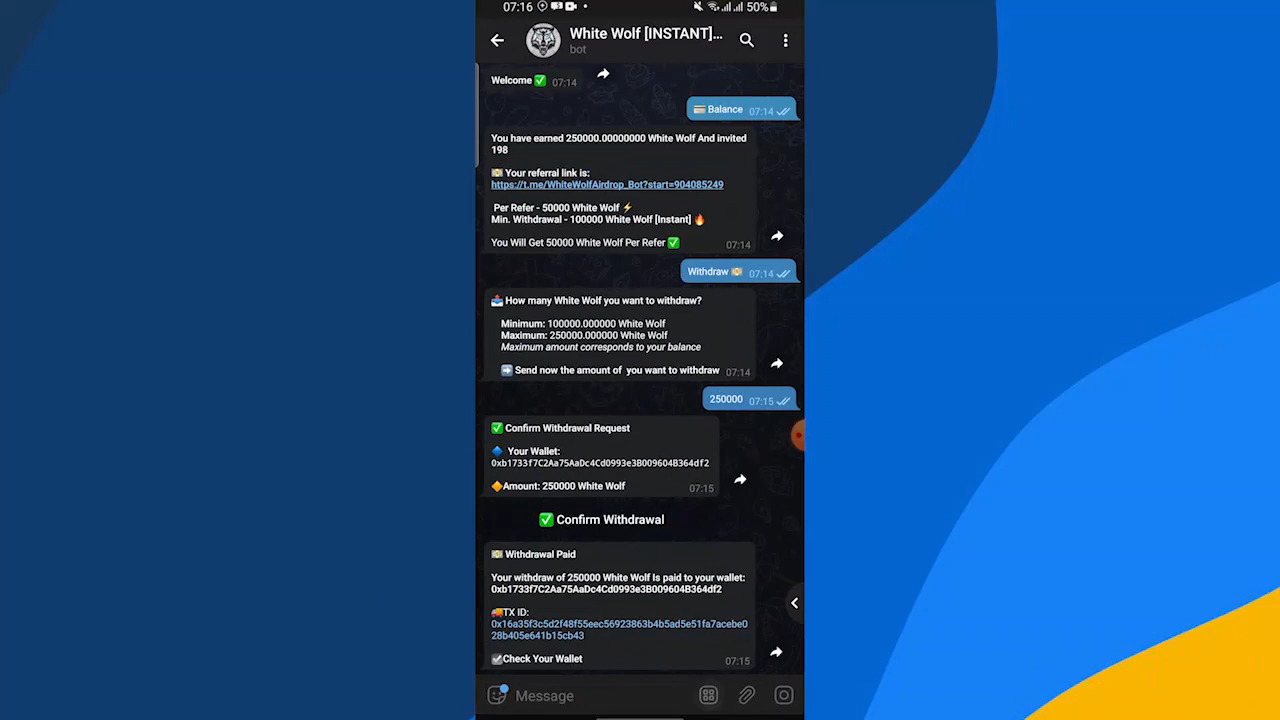 07:16
50%
White Wolf [INSTANT]...
bot
Welcome ✅ 07:14
💳 Balance 07:14
You have earned 250000.00000000 White Wolf And invited
198
💴 Your referral link is:
https://t.me/WhiteWolfAirdrop_Bot?start=904085249
Per Refer - 50000 White Wolf ⚡
Min. Withdrawal - 100000 White Wolf [Instant] 🔥
You Will Get 50000 White Wolf Per Refer ✅ 07:14
Withdraw 💴 07:14
📤 How many White Wolf you want to withdraw?
Minimum: 100000.000000 White Wolf
Maximum: 250000.000000 White Wolf
Maximum amount corresponds to your balance
➡️ Send now the amount of you want to withdraw 07:14
250000 07:15
✅ Confirm Withdrawal Request
🔷 Your Wallet:
0xb1733f7C2Aa75AaDc4Cd0993e3B009604B364df2
🔶Amount: 250000 White Wolf 07:15
✅ Confirm Withdrawal
💴 Withdrawal Paid
Your withdraw of 250000 White Wolf Is paid to your wallet:
0xb1733f7C2Aa75AaDc4Cd0993e3B009604B364df2
🚚TX ID:
0x16a35f3c5d2f48f55eec56923863b4b5ad5e51fa7acebe0
28b405e641b15cb43
☑️Check Your Wallet 07:15
Message